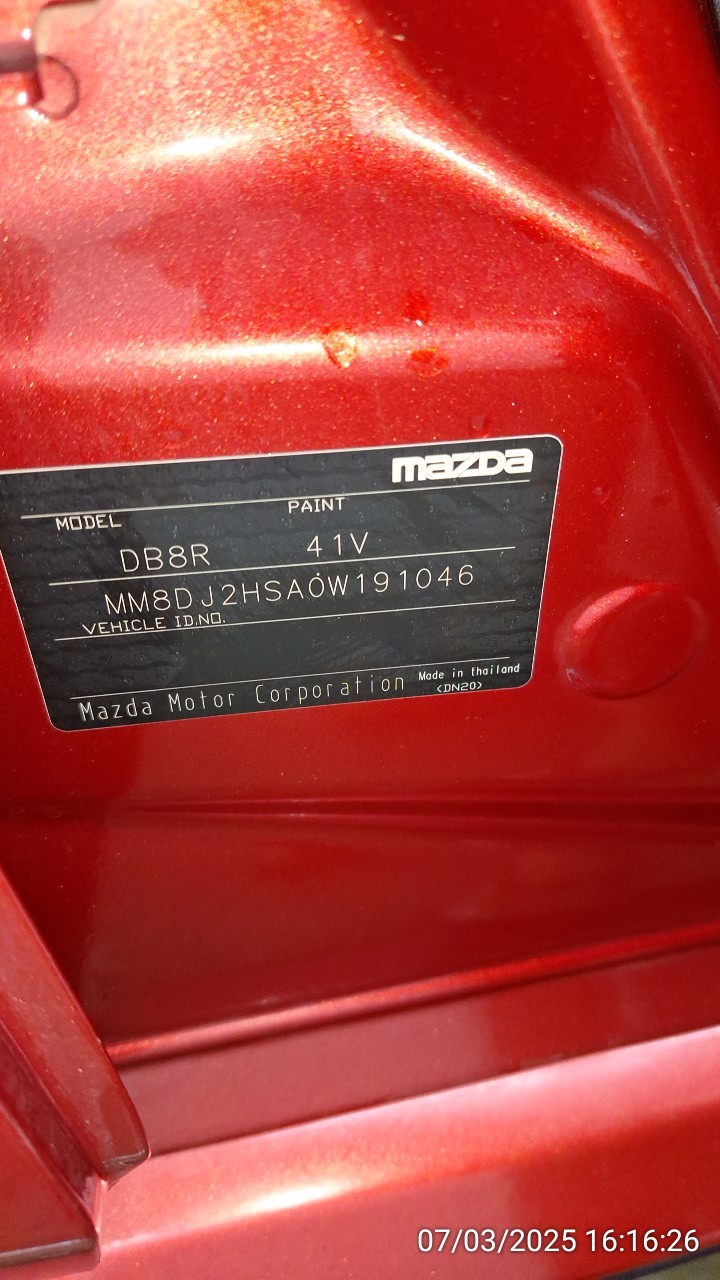 mazda
MODEL PAINT
DB8R 41V
MM8DJ2HSA0W191046
VEHICLE ID.NO.
Mazda Motor Corporation Made in thailand
(DN20)
07/03/2025 16:16:26